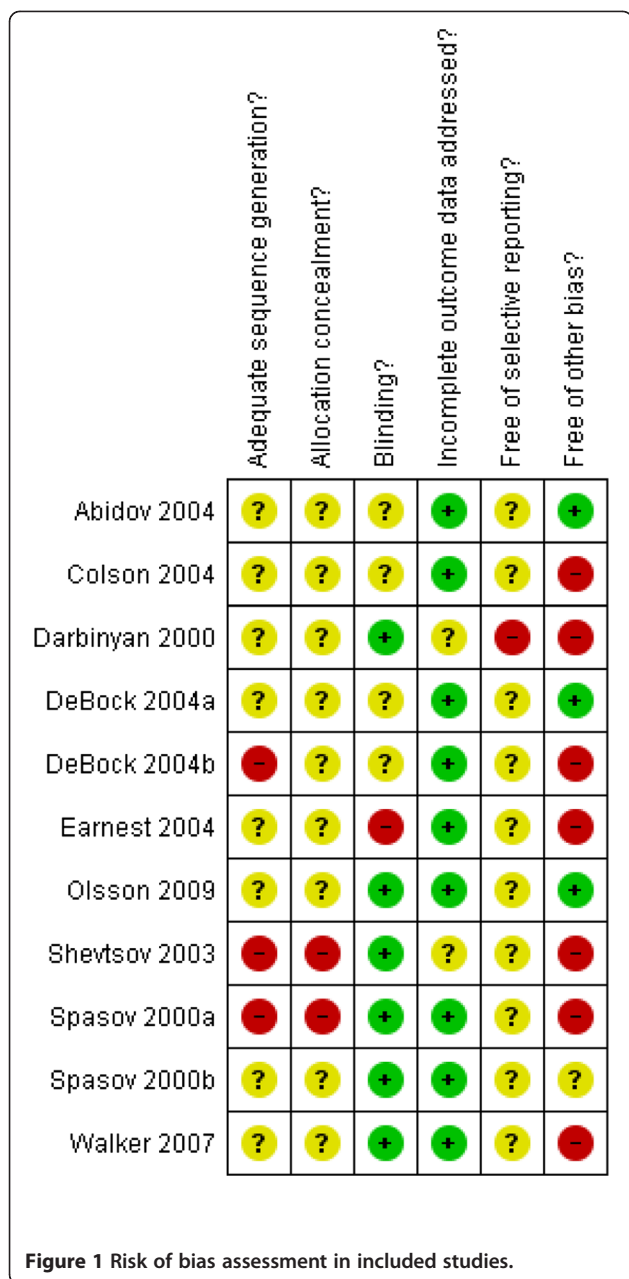 Adequate sequence generation?
Allocation concealment?
Blinding?
Incomplete outcome data addressed?
Free of selective reporting?
Free of other bias?
Abidov 2004 ? ? ? + ? +
Colson 2004 ? ? ? + ? -
Darbinyan 2000 ? ? + ? - -
DeBock 2004a ? ? ? + ? +
DeBock 2004b - ? ? + ? -
Earnest 2004 ? ? - + ? -
Olsson 2009 ? ? + + ? +
Shevtsov 2003 - - + ? ? -
Spasov 2000a - - + + ? -
Spasov 2000b ? ? + + ? ?
Walker 2007 ? ? + + ? -
Figure 1 Risk of bias assessment in included studies.